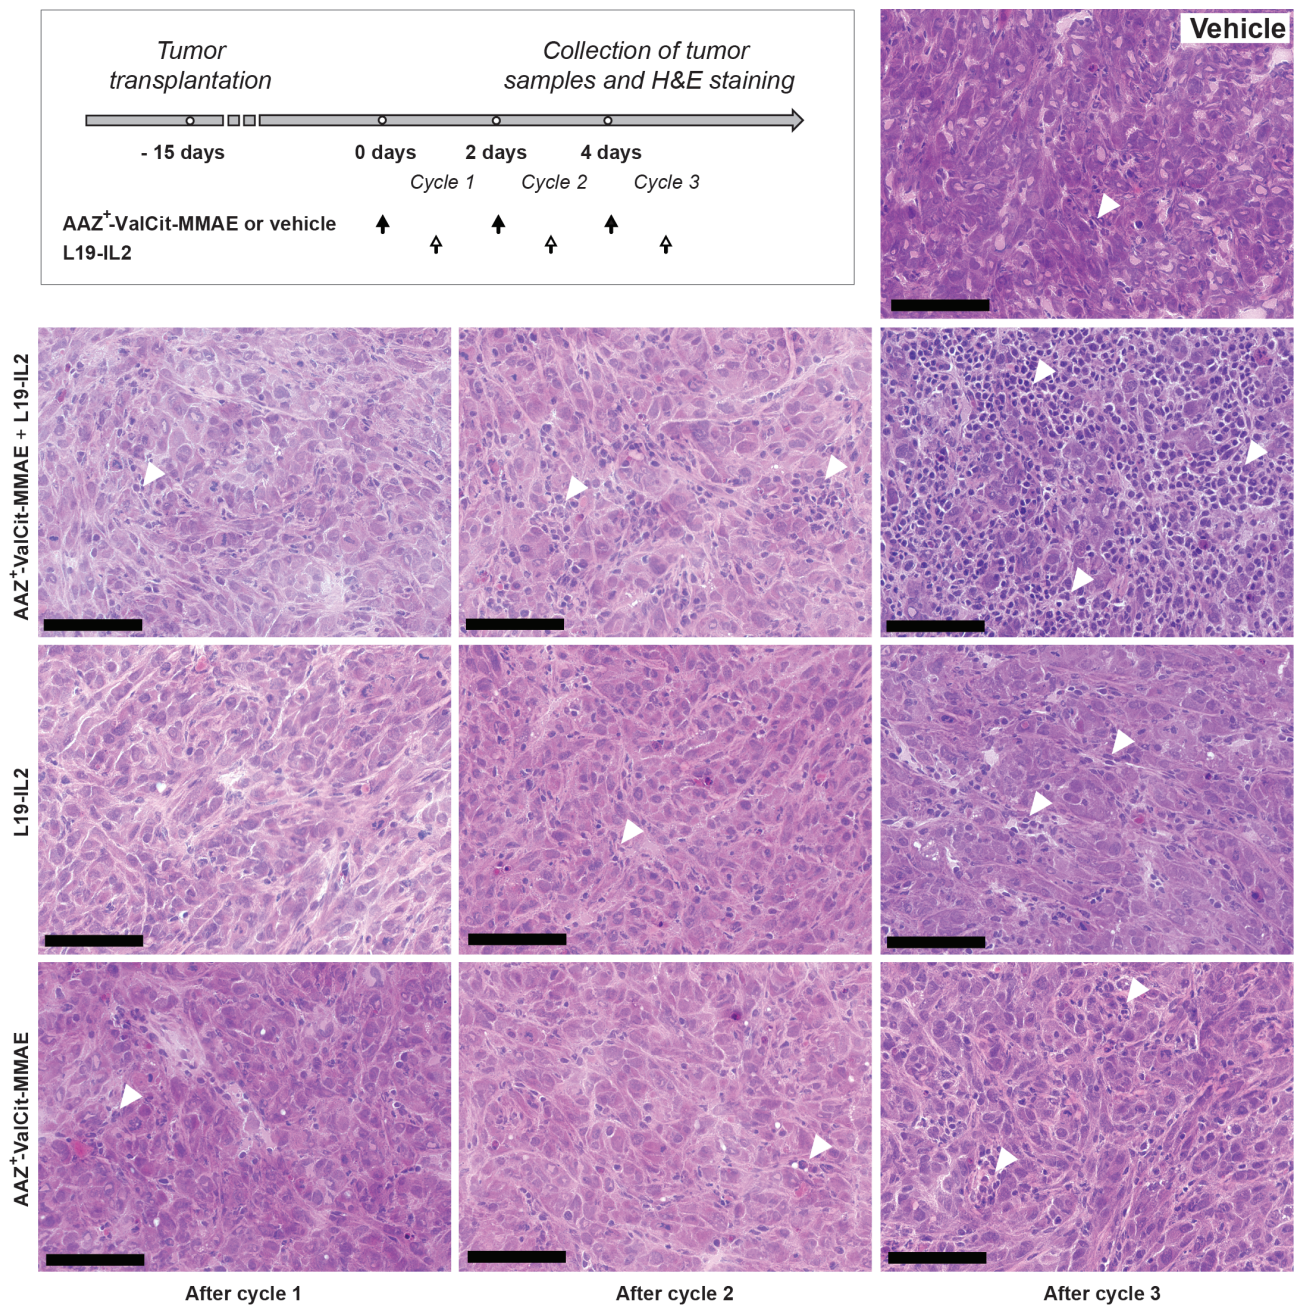 Tumor
transplantation
Collection of tumor
samples and H&E staining
- 15 days
0 days
2 days
4 days
Cycle 1
Cycle 2
Cycle 3
AAZ⁺-ValCit-MMAE or vehicle
L19-IL2
Vehicle
AAZ⁺-ValCit-MMAE + L19-IL2
L19-IL2
AAZ⁺-ValCit-MMAE
After cycle 1
After cycle 2
After cycle 3